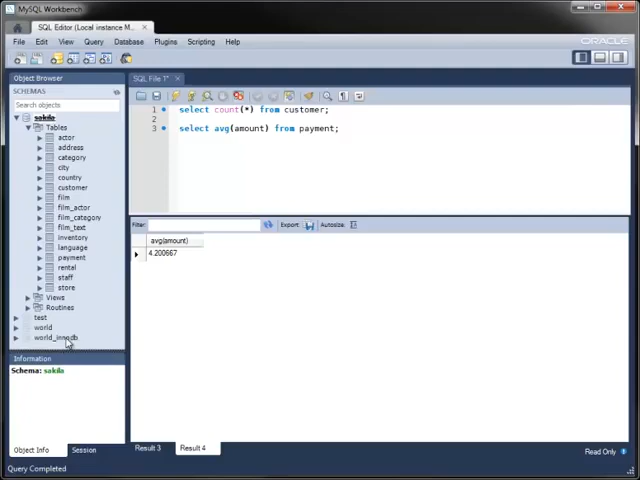 MySQL Workbench
SQL Editor (Local instance M...
File Edit View Query Database Plugins Scripting Help
ORACLE
Object Browser
SCHEMAS
Search objects
sakila
Tables
actor
address
category
city
country
customer
film
film_actor
film_category
film_text
inventory
language
payment
rental
staff
store
Views
Routines
test
world
world_innodb
Information
Schema: sakila
Object Info Session
SQL File 1*
1 select count(*) from customer;
2
3 select avg(amount) from payment;
Filter: Export: Autosize:
avg(amount)
4.200667
Result 3 Result 4
Read Only
Query Completed